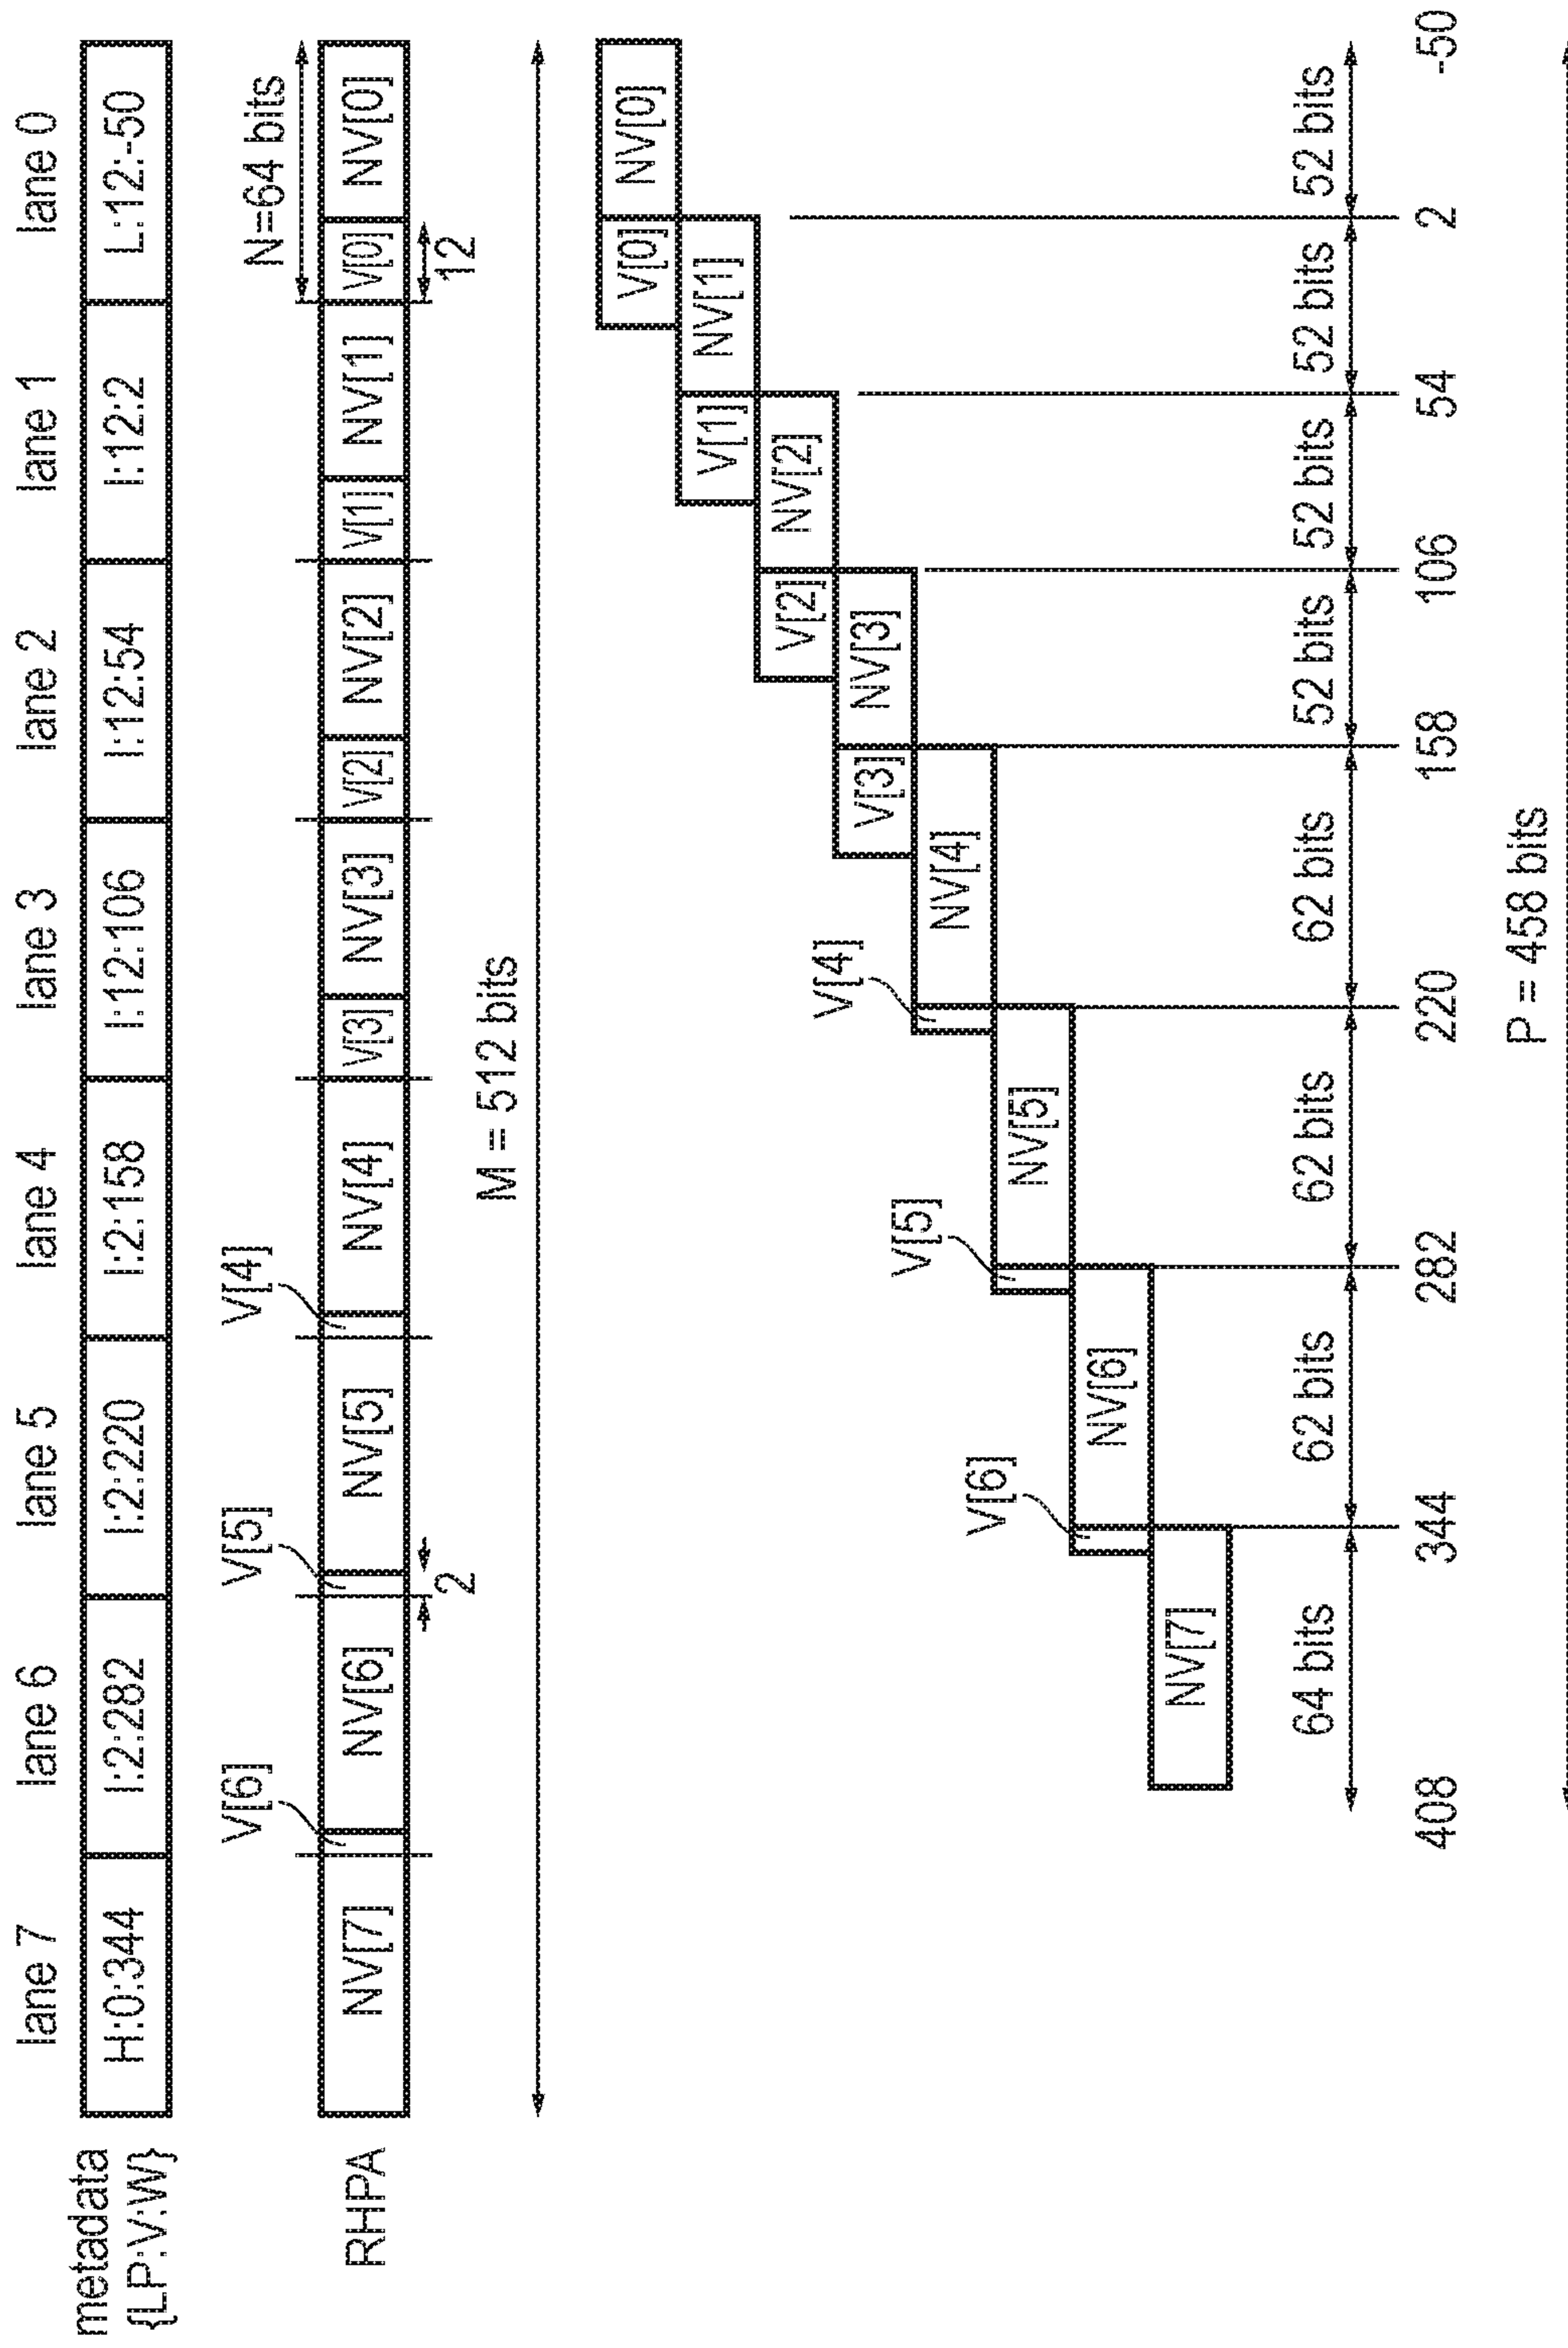 lane 7 lane 6 lane 5 lane 4 lane 3 lane 2 lane 1 lane 0
metadata
{LP:V:W}
H:0:344 I:2:282 I:2:220 I:2:158 I:12:106 I:12:54 I:12:2 L:12:-50
V[6] V[5] V[4] N=64 bits
RHPA NV[7] NV[6] NV[5] NV[4] V[3] NV[3] V[2] NV[2] V[1] NV[1] V[0] NV[0]
2 12
M = 512 bits
V[0] NV[0]
V[1] NV[1]
V[2] NV[2]
V[4] V[3] NV[3]
V[5] NV[4]
V[6] NV[5]
NV[6]
NV[7]
64 bits 62 bits 62 bits 62 bits 52 bits 52 bits 52 bits 52 bits
408 344 282 220 158 106 54 2 -50
P = 458 bits